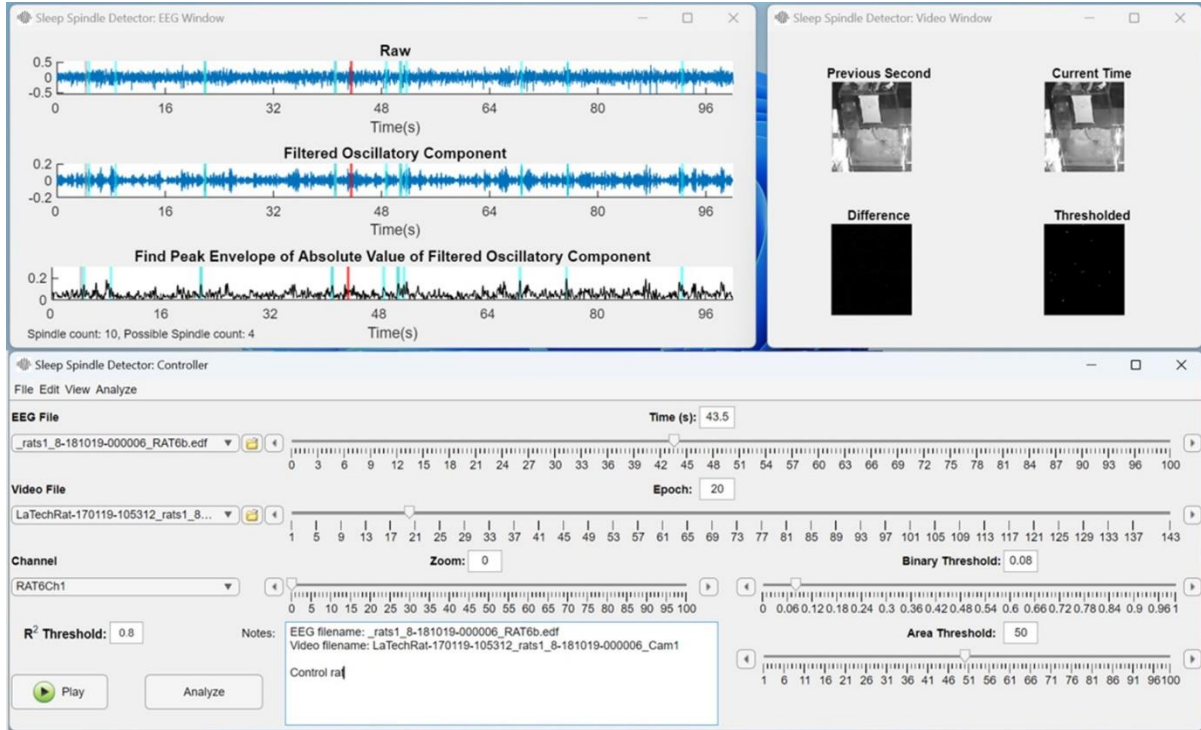 Sleep Spindle Detector: EEG Window
Raw
0.5
0
-0.5
0 16 32 48 64 80 96
Time(s)
Filtered Oscillatory Component
0.2
0
-0.2
0 16 32 48 64 80 96
Time(s)
Find Peak Envelope of Absolute Value of Filtered Oscillatory Component
0.2
0
0 16 32 48 64 80 96
Time(s)
Spindle count: 10, Possible Spindle count: 4
Sleep Spindle Detector: Video Window
Previous Second
Current Time
Difference
Thresholded
Sleep Spindle Detector: Controller
File Edit View Analyze
EEG File
Time (s): 43.5
_rats1_8-181019-000006_RAT6b.edf
0 3 6 9 12 15 18 21 24 27 30 33 36 39 42 45 48 51 54 57 60 63 66 69 72 75 78 81 84 87 90 93 96 100
Video File
Epoch: 20
LaTechRat-170119-105312_rats1_8...
1 5 9 13 17 21 25 29 33 37 41 45 49 53 57 61 65 69 73 77 81 85 89 93 97 101 105 109 113 117 121 125 129 133 137 143
Channel
Zoom: 0
Binary Threshold: 0.08
RAT6Ch1
0 5 10 15 20 25 30 35 40 45 50 55 60 65 70 75 80 85 90 95 100
0 0.06 0.12 0.18 0.24 0.3 0.36 0.42 0.48 0.54 0.6 0.66 0.72 0.78 0.84 0.9 0.96 1
R² Threshold: 0.8
Notes:
EEG filename: _rats1_8-181019-000006_RAT6b.edf
Video filename: LaTechRat-170119-105312_rats1_8-181019-000006_Cam1
Control rat
Area Threshold: 50
1 6 11 16 21 26 31 36 41 46 51 56 61 66 71 76 81 86 91 96 100
Play
Analyze